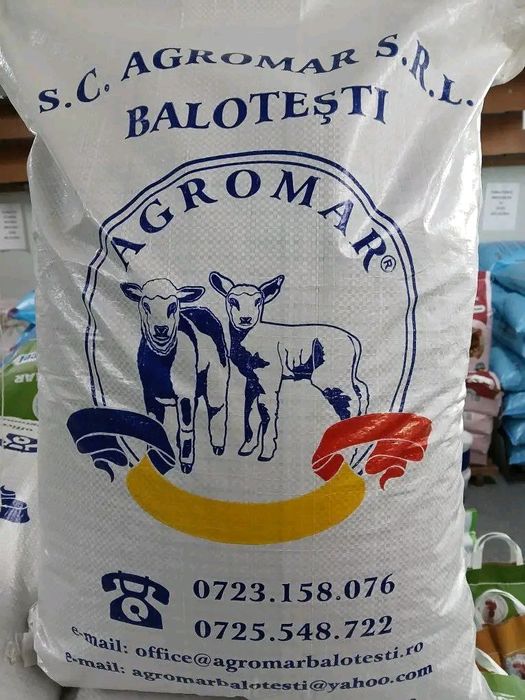 S.C. AGROMAR S.R.L.
BALOTEŞTI
AGROMAR®
0723.158.076
0725.548.722
e-mail: office@agromarbalotesti.ro
e-mail: agromarbalotesti@yahoo.com